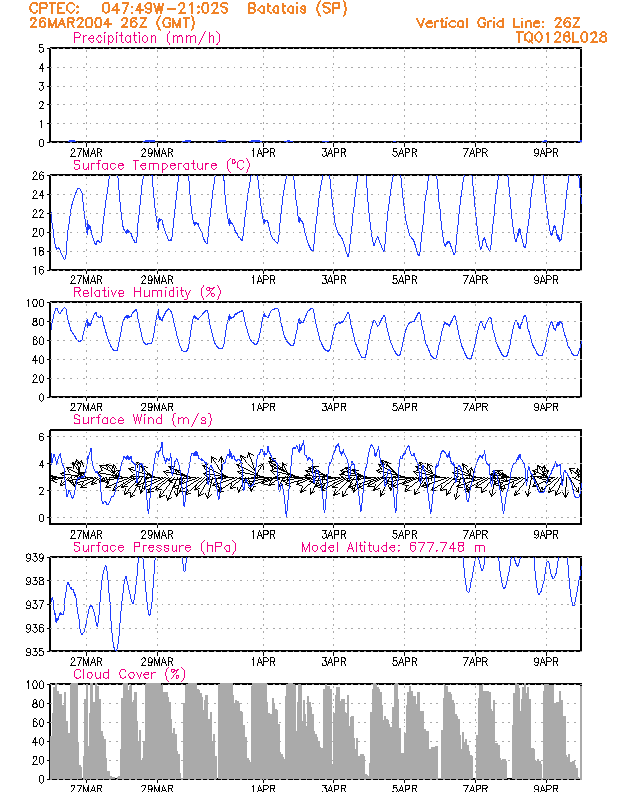 CPTEC: 047:49W-21:02S Batatais (SP)
26MAR2004 26Z (GMT) Vertical Grid Line: 26Z
Precipitation (mm/h) TQ0126L028
5
4
3
2
1
0
27MAR 29MAR 1APR 3APR 5APR 7APR 9APR
Surface Temperature (ºC)
26
24
22
20
18
16
27MAR 29MAR 1APR 3APR 5APR 7APR 9APR
Relative Humidity (%)
100
80
60
40
20
0
27MAR 29MAR 1APR 3APR 5APR 7APR 9APR
Surface Wind (m/s)
6
4
2
0
27MAR 29MAR 1APR 3APR 5APR 7APR 9APR
Surface Pressure (hPa) Model Altitude: 677.748 m
939
938
937
936
935
27MAR 29MAR 1APR 3APR 5APR 7APR 9APR
Cloud Cover (%)
100
80
60
40
20
0
27MAR 29MAR 1APR 3APR 5APR 7APR 9APR